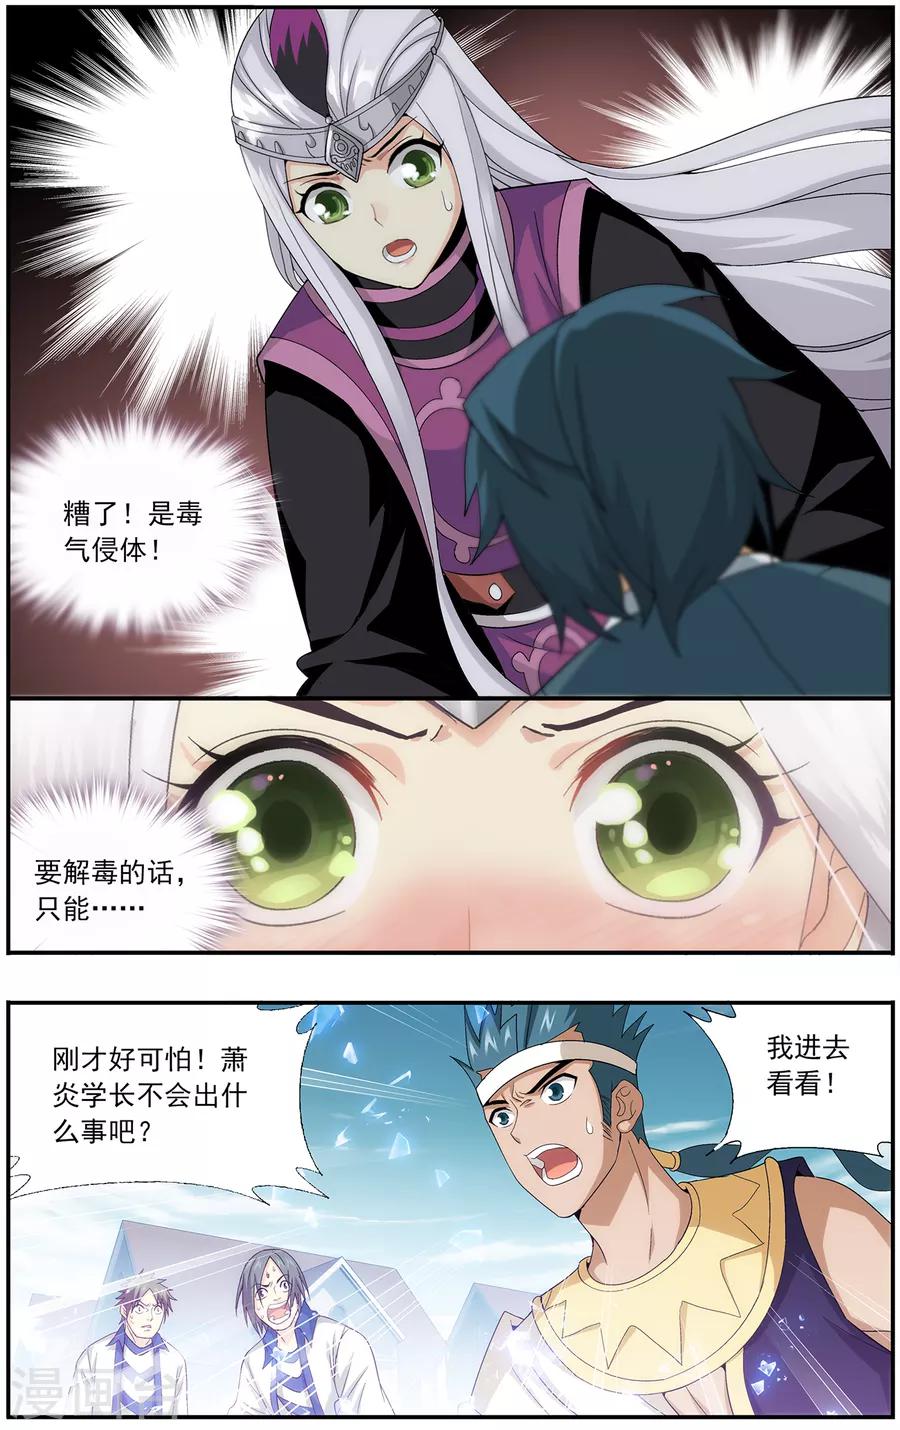 糟了！是毒
气侵体！
要解毒的话，
只能……
刚才好可怕！萧
炎学长不会出什
么事吧？
我进去
看看！
漫画台